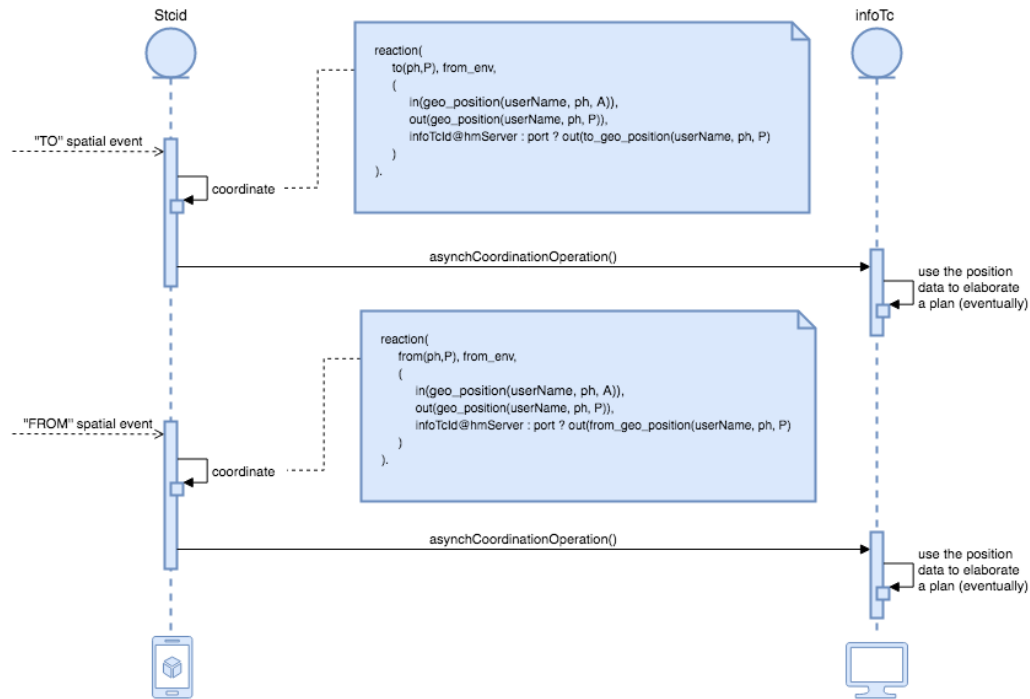 Stcid
infoTc
reaction(
to(ph,P), from_env,
(
in(geo_position(userName, ph, A)),
out(geo_position(userName, ph, P)),
infoTcId@hmServer : port ? out(to_geo_position(userName, ph, P)
)
).
"TO" spatial event
coordinate
asynchCoordinationOperation()
use the position
data to elaborate
a plan (eventually)
reaction(
from(ph,P), from_env,
(
in(geo_position(userName, ph, A)),
out(geo_position(userName, ph, P)),
infoTcId@hmServer : port ? out(from_geo_position(userName, ph, P)
)
).
"FROM" spatial event
coordinate
asynchCoordinationOperation()
use the position
data to elaborate
a plan (eventually)